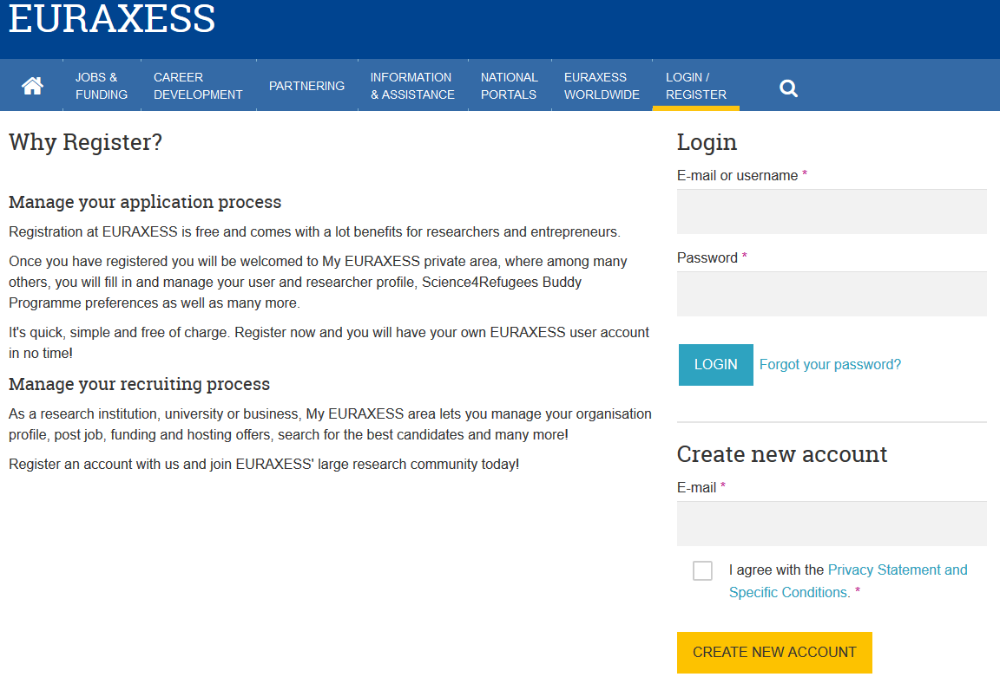 EURAXESS
JOBS &
FUNDING
CAREER
DEVELOPMENT
PARTNERING
INFORMATION
& ASSISTANCE
NATIONAL
PORTALS
EURAXESS
WORLDWIDE
LOGIN /
REGISTER
Why Register?
Manage your application process
Registration at EURAXESS is free and comes with a lot benefits for researchers and entrepreneurs.
Once you have registered you will be welcomed to My EURAXESS private area, where among many
others, you will fill in and manage your user and researcher profile, Science4Refugees Buddy
Programme preferences as well as many more.
It's quick, simple and free of charge. Register now and you will have your own EURAXESS user account
in no time!
Manage your recruiting process
As a research institution, university or business, My EURAXESS area lets you manage your organisation
profile, post job, funding and hosting offers, search for the best candidates and many more!
Register an account with us and join EURAXESS' large research community today!
Login
E-mail or username *
Password *
LOGIN
Forgot your password?
Create new account
E-mail *
I agree with the Privacy Statement and
Specific Conditions. *
CREATE NEW ACCOUNT